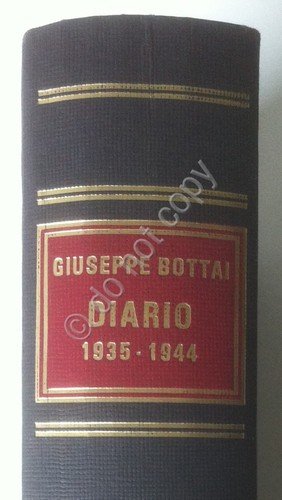 GIUSEPPE BOTTAI
DIARIO
1935-1944
© do not copy